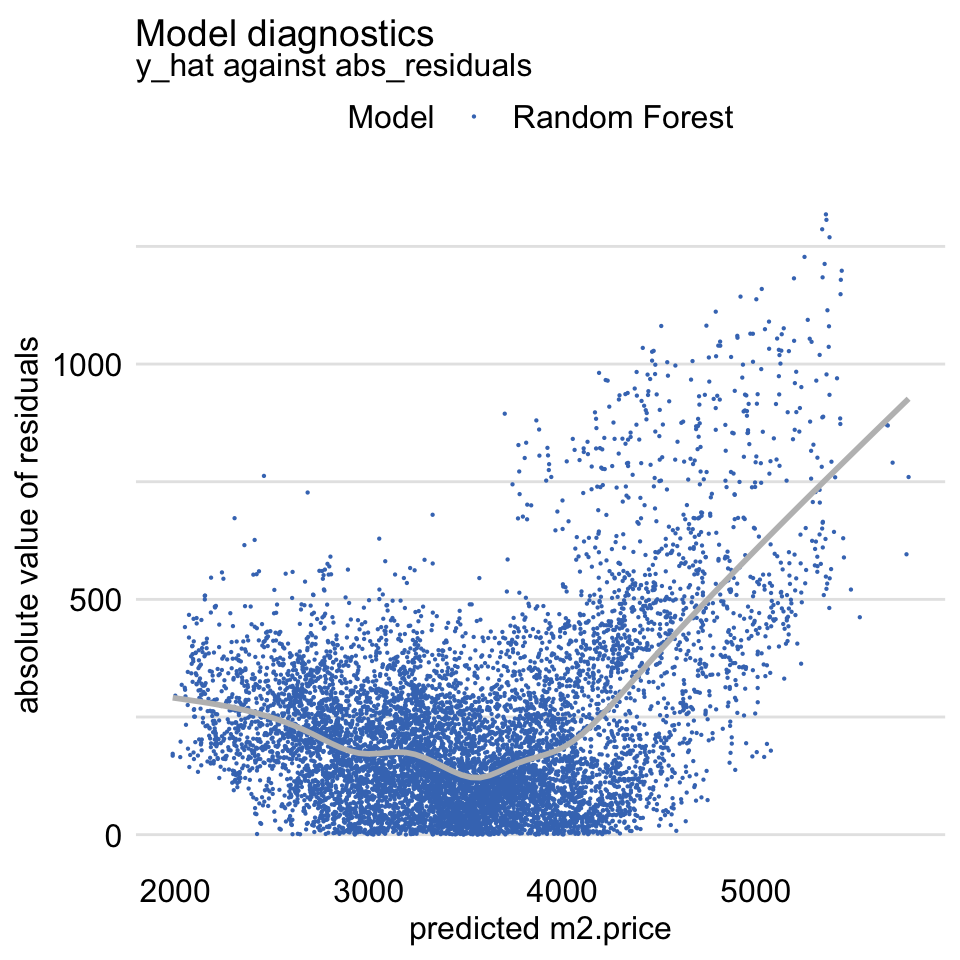 Model diagnostics
y_hat against abs_residuals
Model Random Forest
absolute value of residuals
1000
500
0
2000 3000 4000 5000
predicted m2.price